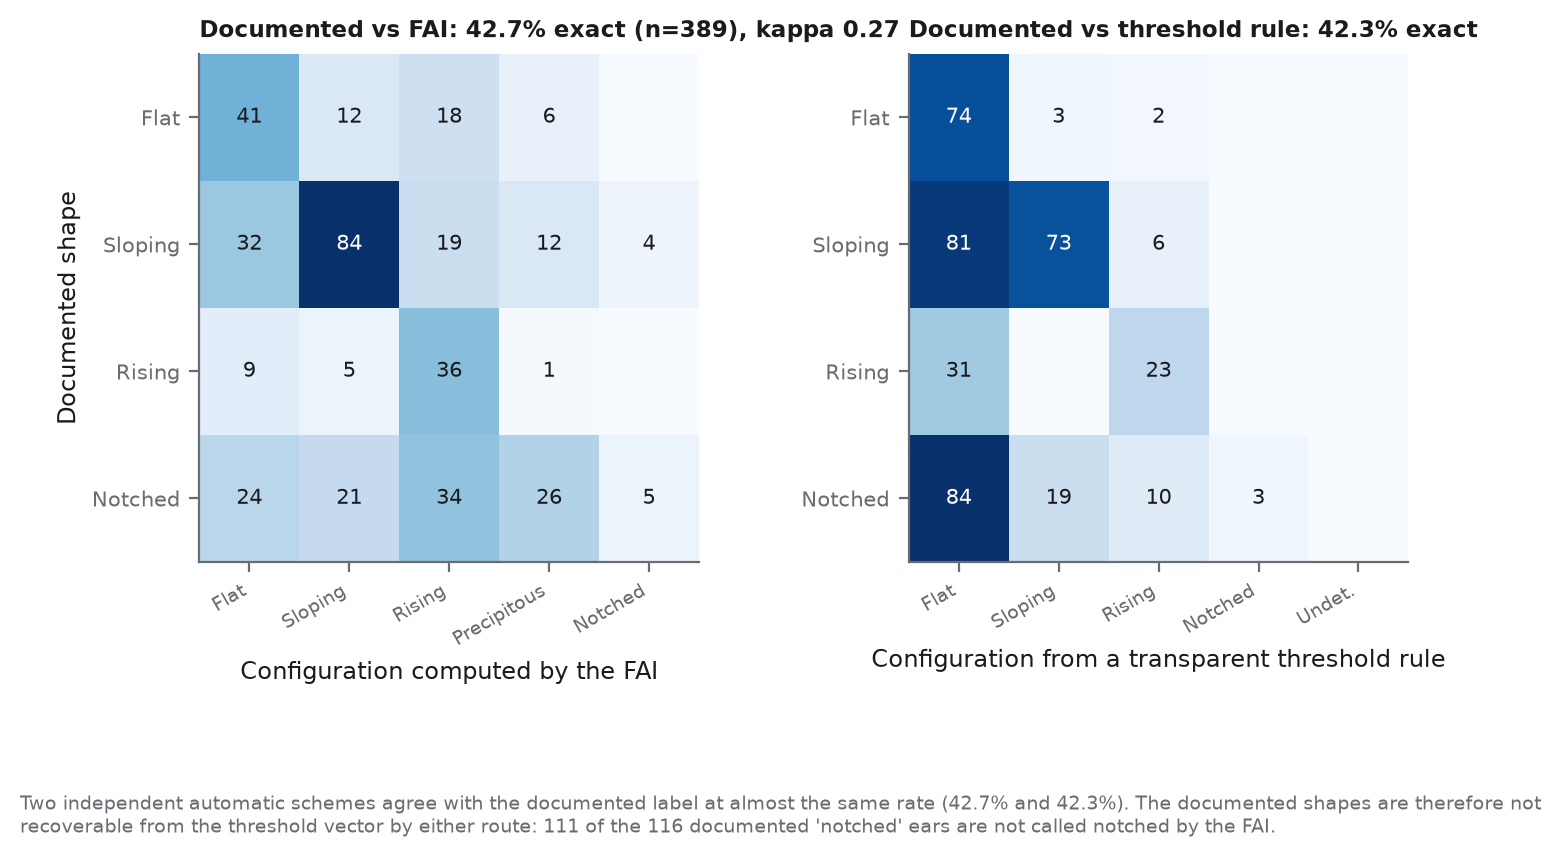 Documented vs FAI: 42.7% exact (n=389), kappa 0.27
Documented vs threshold rule: 42.3% exact
Documented shape
Flat
41 12 18 6
Sloping
32 84 19 12 4
Rising
9 5 36 1
Notched
24 21 34 26 5
Flat Sloping Rising Precipitous Notched
Configuration computed by the FAI
Flat
74 3 2
Sloping
81 73 6
Rising
31 23
Notched
84 19 10 3
Flat Sloping Rising Notched Undet.
Configuration from a transparent threshold rule
Two independent automatic schemes agree with the documented label at almost the same rate (42.7% and 42.3%). The documented shapes are therefore not
recoverable from the threshold vector by either route: 111 of the 116 documented 'notched' ears are not called notched by the FAI.